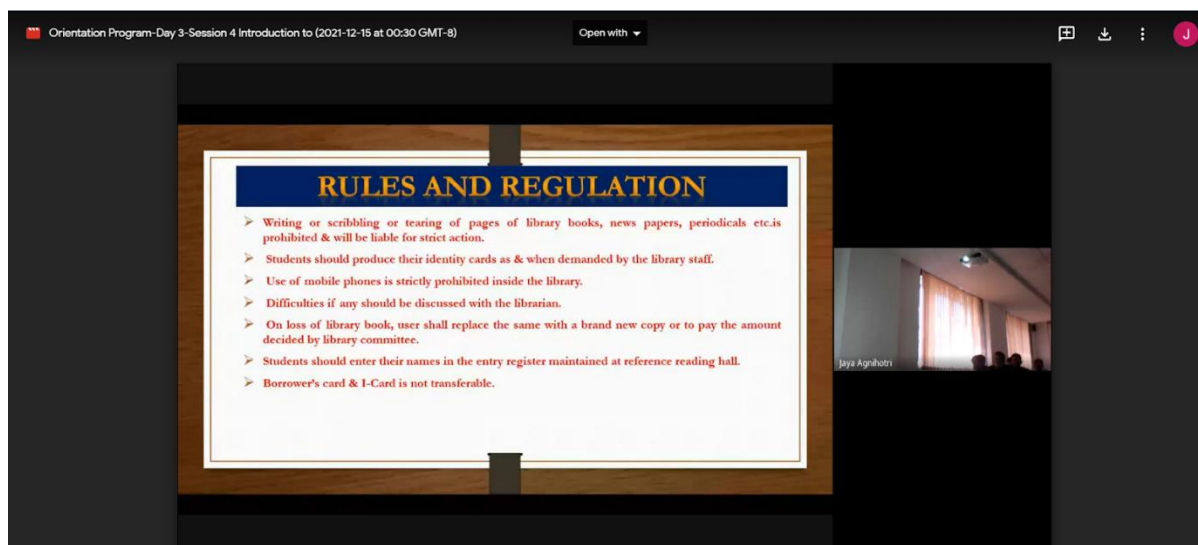 Orientation Program-Day 3-Session 4 Introduction to (2021-12-15 at 00:30 GMT-8)
Open with
J
RULES AND REGULATION
Writing or scribbling or tearing of pages of library books, news papers, periodicals etc.is
prohibited & will be liable for strict action.
Students should produce their identity cards as & when demanded by the library staff.
Use of mobile phones is strictly prohibited inside the library.
Difficulties if any should be discussed with the librarian.
On loss of library book, user shall replace the same with a brand new copy or to pay the amount
decided by library committee.
Students should enter their names in the entry register maintained at reference reading hall.
Borrower's card & I-Card is not transferable.
Jaya Agnihotri